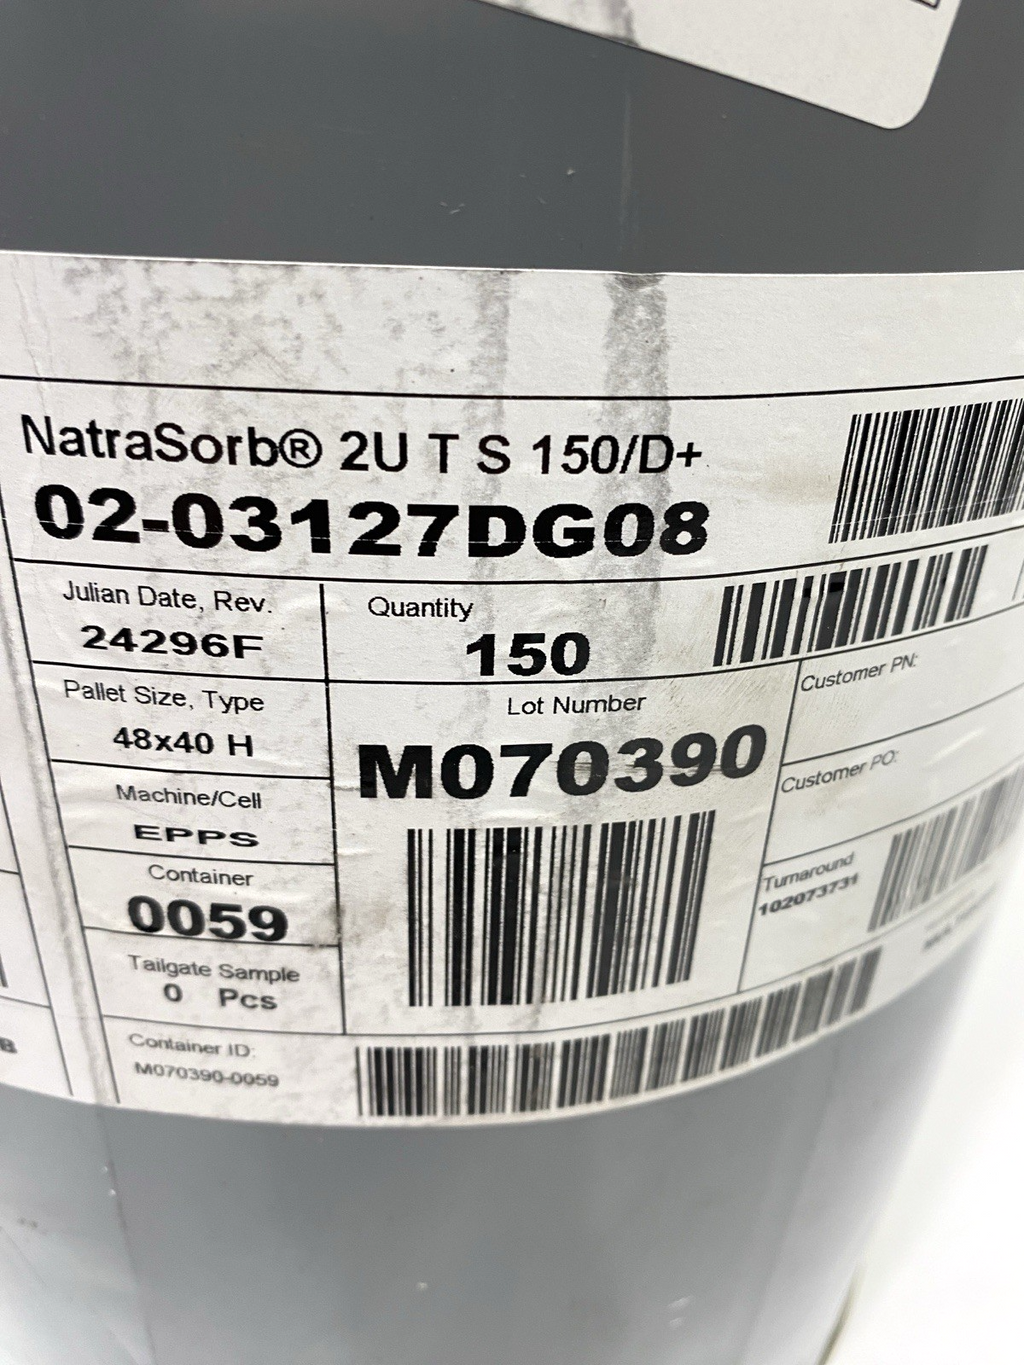 NatraSorb® 2U T S 150/D+
02-03127DG08
Julian Date, Rev.
24296F
Quantity
150
Pallet Size, Type
48x40 H
Lot Number
M070390
Customer PN:
Machine/Cell
EPPS
Customer PO:
Container
0059
Turnaround
102073731
Tailgate Sample
0 Pcs
Container ID:
M070390-0059